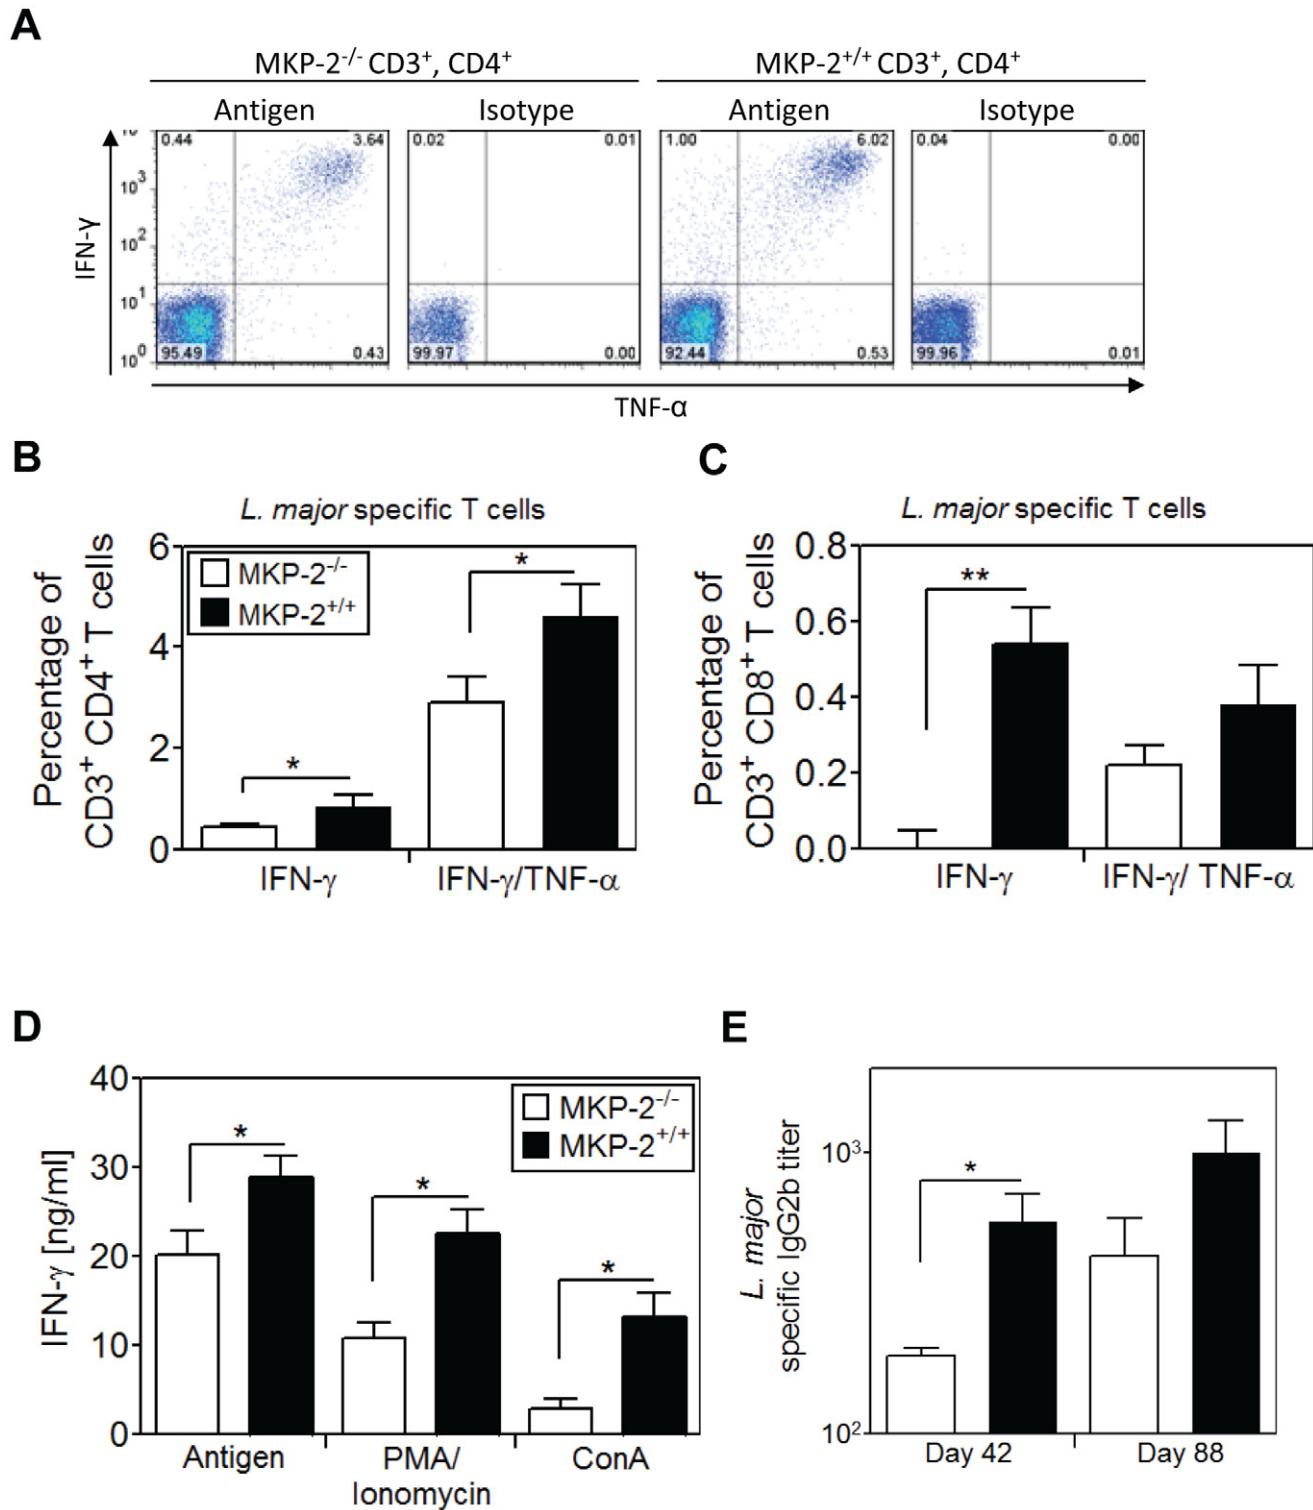 A
MKP-2-/- CD3+, CD4+
MKP-2+/+ CD3+, CD4+
Antigen
Isotype
Antigen
Isotype
0.44
3.64
0.02
0.01
1.00
6.02
0.04
0.00
10³
10²
10¹
10⁰
IFN-γ
95.49
0.43
99.97
0.00
92.44
0.53
99.96
0.01
TNF-α
B
L. major specific T cells
Percentage of
CD3+ CD4+ T cells
6
4
2
0
MKP-2-/-
MKP-2+/+
*
*
IFN-γ
IFN-γ/TNF-α
C
L. major specific T cells
Percentage of
CD3+ CD8+ T cells
0.8
0.6
0.4
0.2
0.0
**
IFN-γ
IFN-γ/ TNF-α
D
IFN-γ [ng/ml]
40
30
20
10
0
MKP-2-/-
MKP-2+/+
*
*
*
Antigen
PMA/
Ionomycin
ConA
E
L. major
specific IgG2b titer
10³
10²
*
Day 42
Day 88